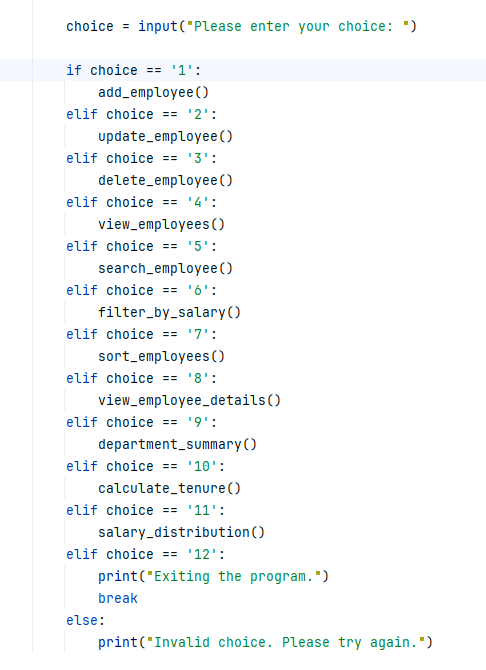 choice = input("Please enter your choice: ")
if choice == '1':
add_employee()
elif choice == '2':
update_employee()
elif choice == '3':
delete_employee()
elif choice == '4':
view_employees()
elif choice == '5':
search_employee()
elif choice == '6':
filter_by_salary()
elif choice == '7':
sort_employees()
elif choice == '8':
view_employee_details()
elif choice == '9':
department_summary()
elif choice == '10':
calculate_tenure()
elif choice == '11':
salary_distribution()
elif choice == '12':
print("Exiting the program.")
break
else:
print("Invalid choice. Please try again.")